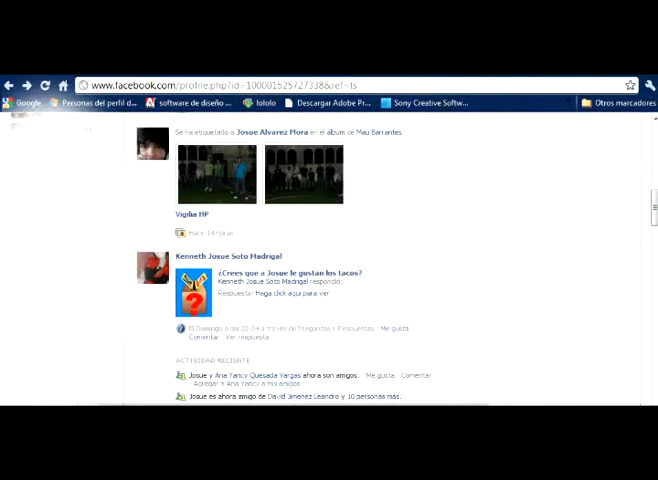 www.facebook.com/profile.php?id=100001525727338&ref=ts
Google
Personas del perfil d...
software de diseño ...
lololo
Descargar Adobe Pr...
Sony Creative Softw...
»
Otros marcadores
Se ha etiquetado a Josue Alvarez Mora en el álbum de Mau Barrantes
Vigilia HP
Hace 14 horas
Kenneth Josue Soto Madrigal
¿Crees que a Josue le gustan los tacos?
Kenneth Josue Soto Madrigal respondió:
Respuesta: Haga click aqui para ver
El Domingo a las 20:04 a través de Preguntas Y Respuestas · Me gusta
· Comentar · Ver respuesta
ACTIVIDAD RECIENTE
Josue y Ana Yancy Quesada Vargas ahora son amigos. · Me gusta · Comentar
· Agregar a Ana Yancy a mis amigos
Josue es ahora amigo de David Jimenez Leandro y 10 personas más.